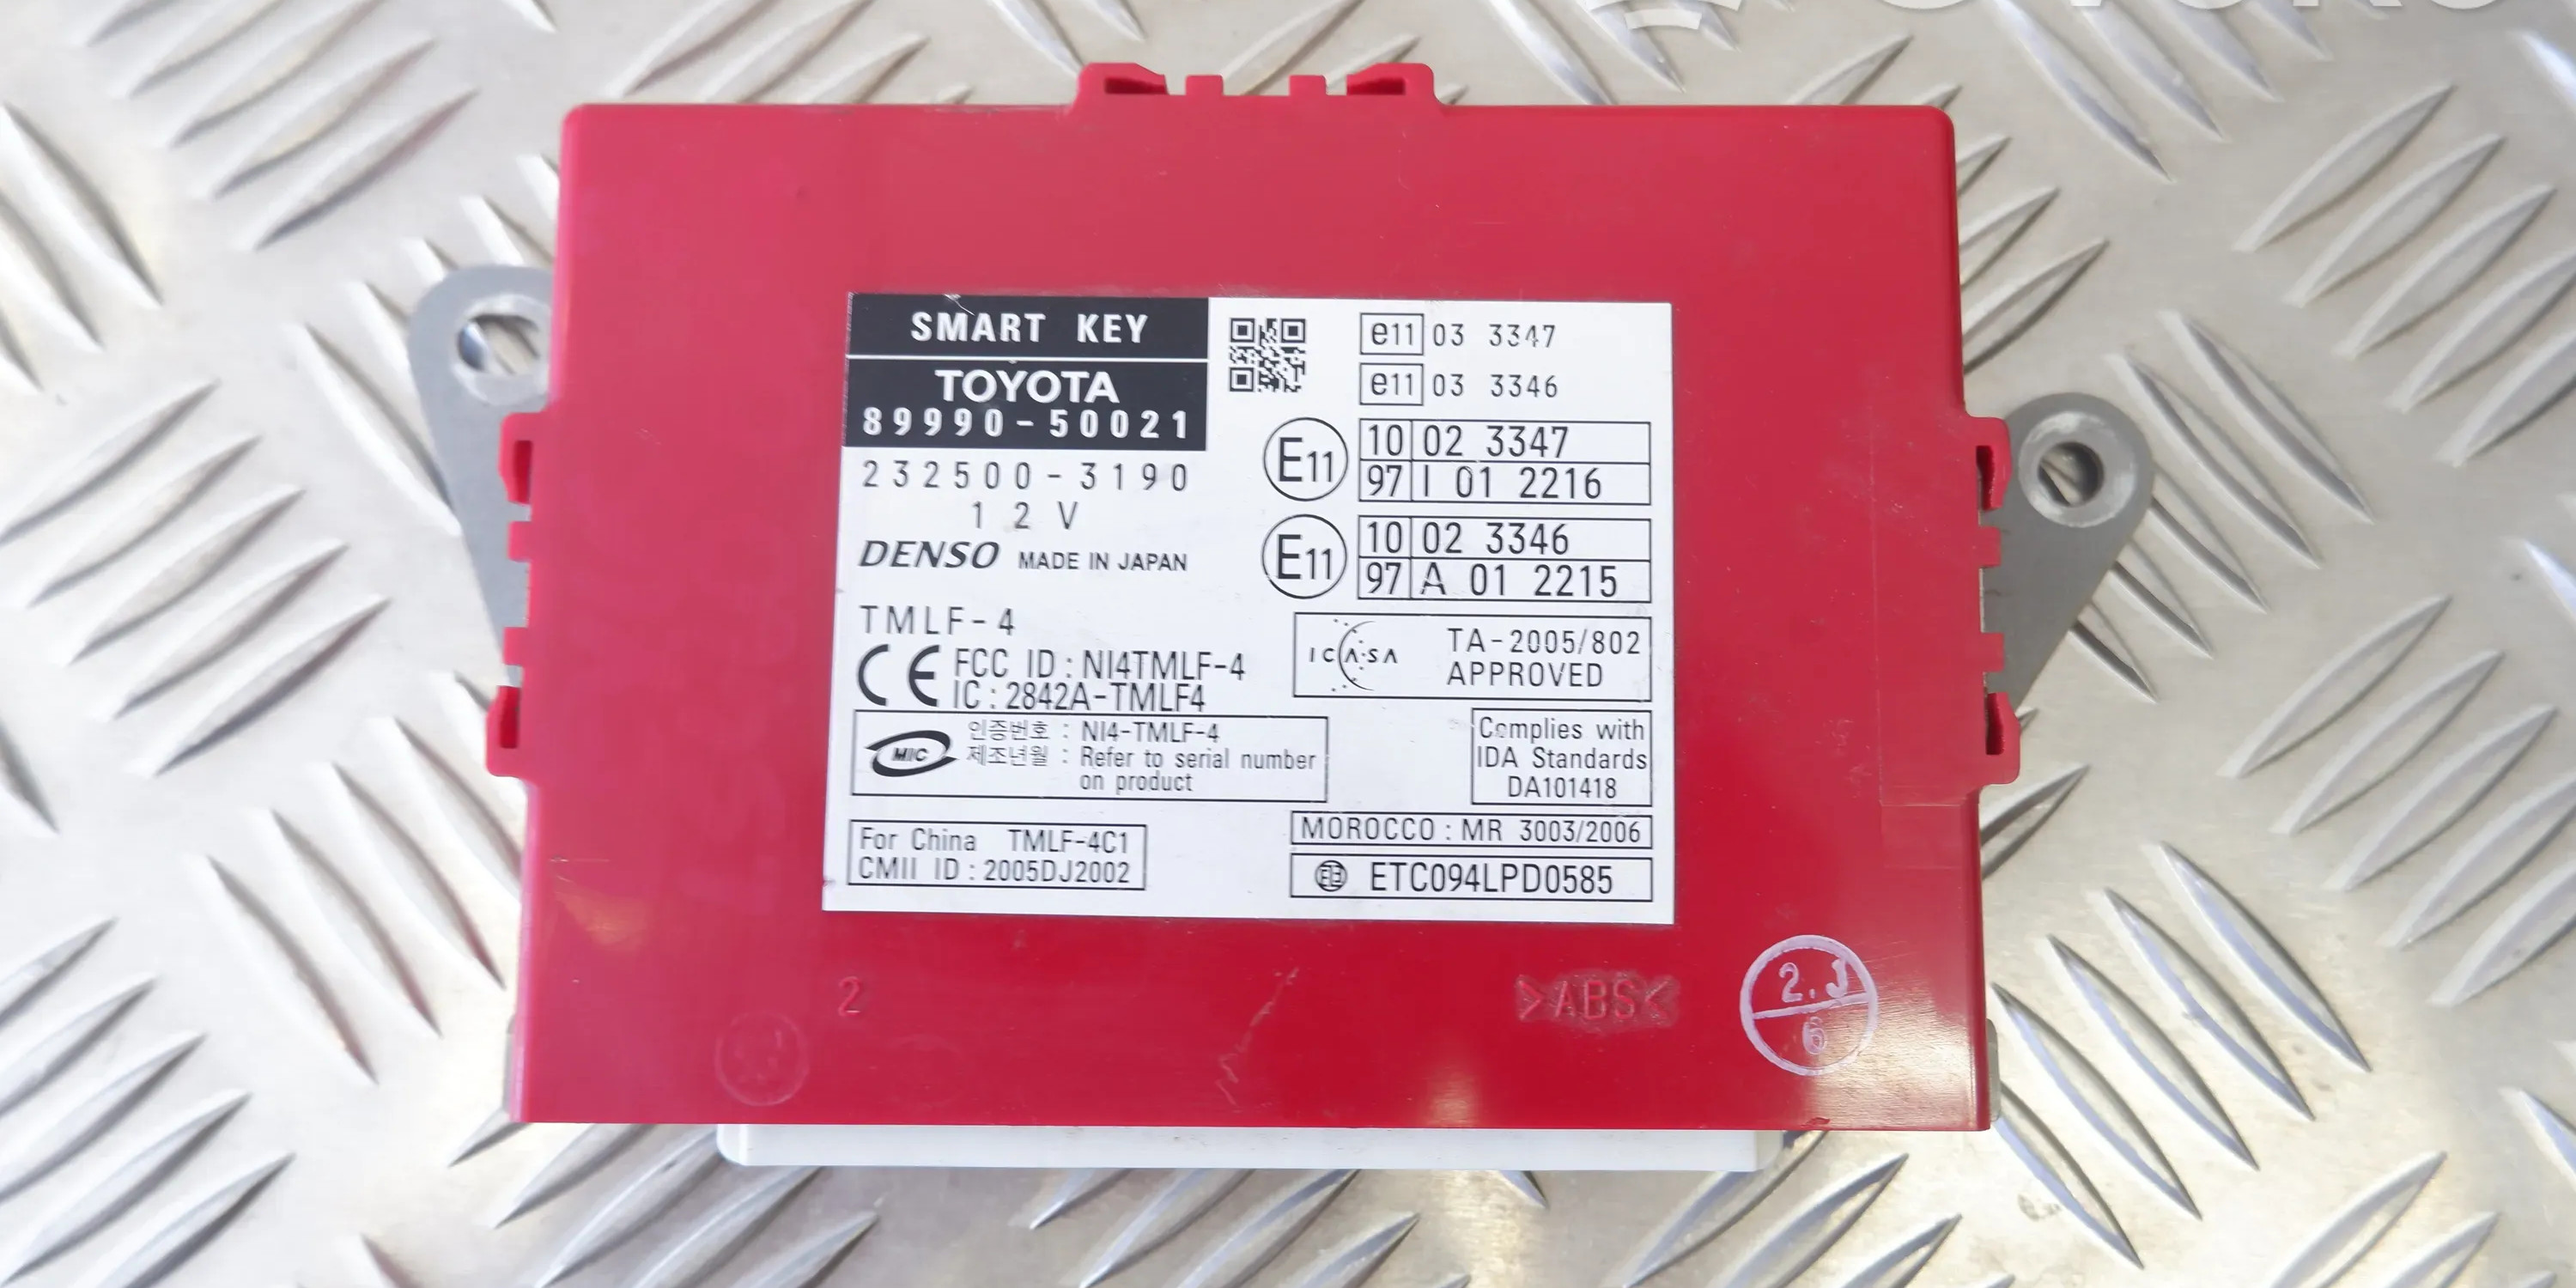 SMART KEY
TOYOTA
89990-50021
232500-3190
12V
DENSO MADE IN JAPAN
TMLF-4
CE FCC ID : NI4TMLF-4
IC : 2842A-TMLF4
MIC 인증번호 : NI4-TMLF-4
제조년월 : Refer to serial number
on product
For China TMLF-4C1
CMII ID : 2005DJ2002
e11 03 3347
e11 03 3346
E11 10 02 3347
97 I 01 2216
E11 10 02 3346
97 A 01 2215
ICASA TA-2005/802
APPROVED
Complies with
IDA Standards
DA101418
MOROCCO : MR 3003/2006
ETC094LPD0585
2
>ABS<
2.J
6